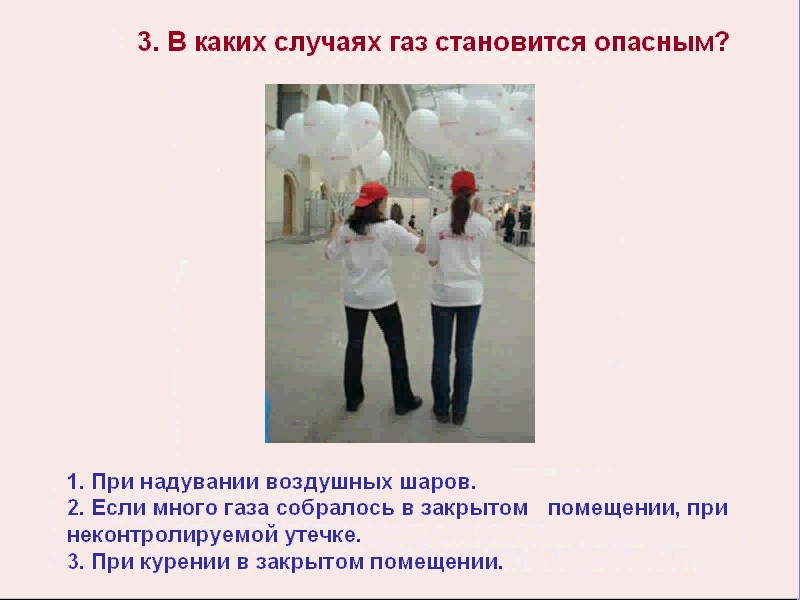 3. В каких случаях газ становится опасным?
1. При надувании воздушных шаров.
2. Если много газа собралось в закрытом помещении, при
неконтролируемой утечке.
3. При курении в закрытом помещении.